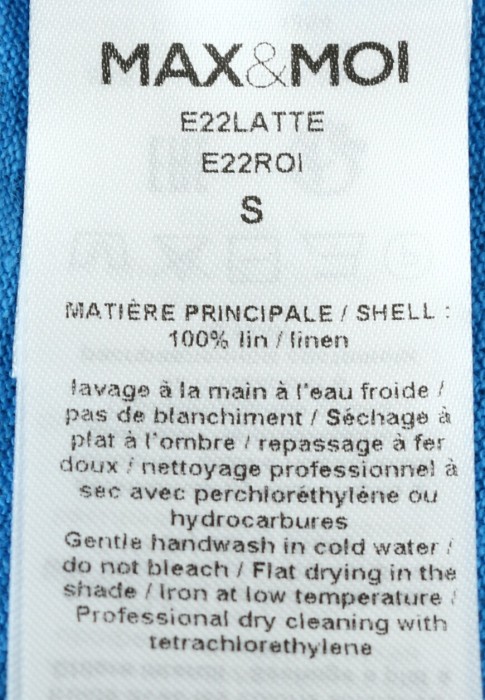 MAX&MOI
E22LATTE
E22ROI
S
MATIÈRE PRINCIPALE / SHELL :
100% lin / linen
lavage à la main à l'eau froide /
pas de blanchiment / Séchage à
plat à l'ombre / repassage à fer
doux / nettoyage professionnel à
sec avec perchloréthyléne ou
hydrocarbures
Gentle handwash in cold water /
do not bleach / Flat drying in the
shade / Iron at low temperature /
Professional dry cleaning with
tetrachlorethylene